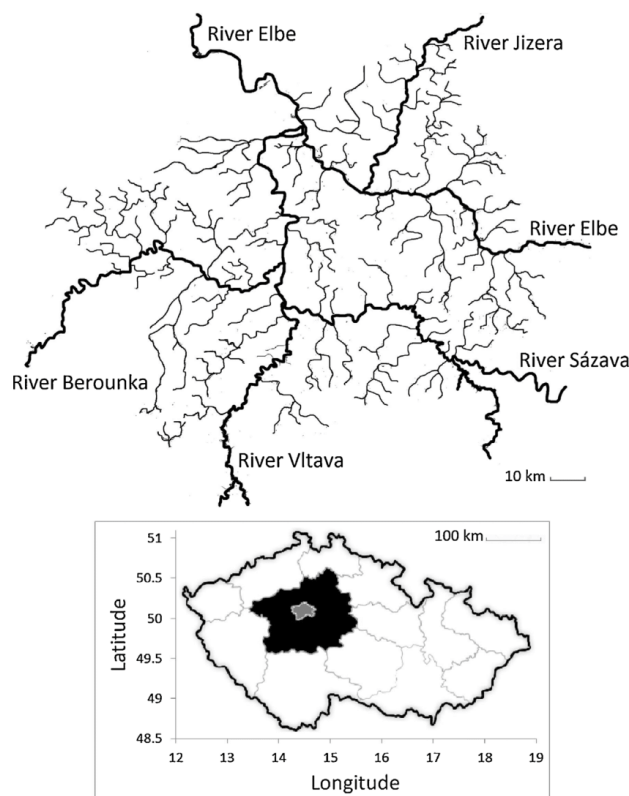 River Elbe
River Jizera
River Elbe
River Sázava
River Berounka
River Vltava
10 km
100 km
51
50.5
50
49.5
49
48.5
Latitude
12 13 14 15 16 17 18 19
Longitude